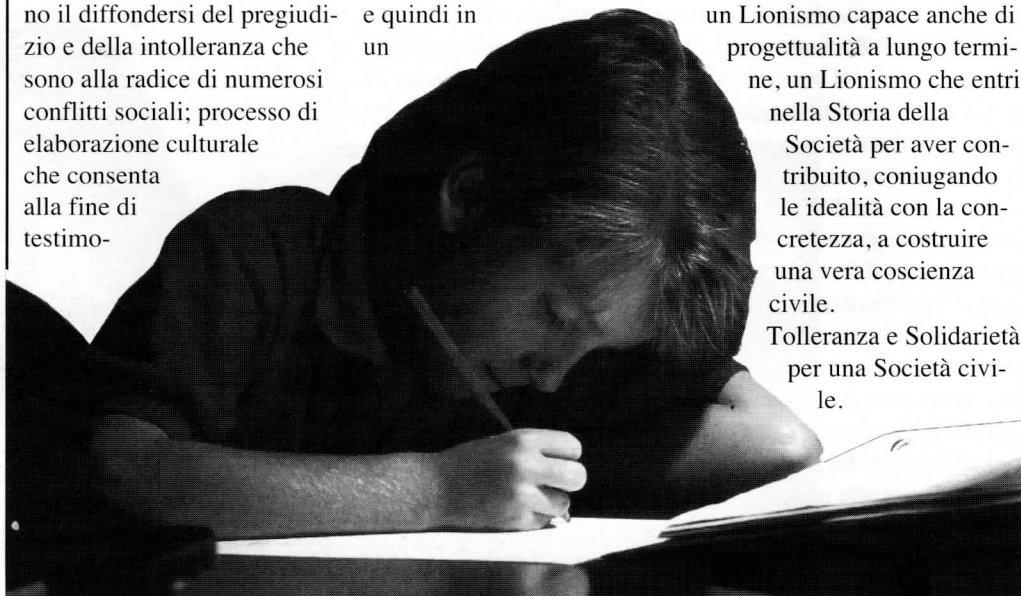 no il diffondersi del pregiudi-
zio e della intolleranza che
sono alla radice di numerosi
conflitti sociali; processo di
elaborazione culturale
che consenta
alla fine di
testimo-
e quindi in
un
un Lionismo capace anche di
progettualità a lungo termi-
ne, un Lionismo che entri
nella Storia della
Società per aver con-
tribuito, coniugando
le idealità con la con-
cretezza, a costruire
una vera coscienza
civile.
Tolleranza e Solidarietà
per una Società civi-
le.